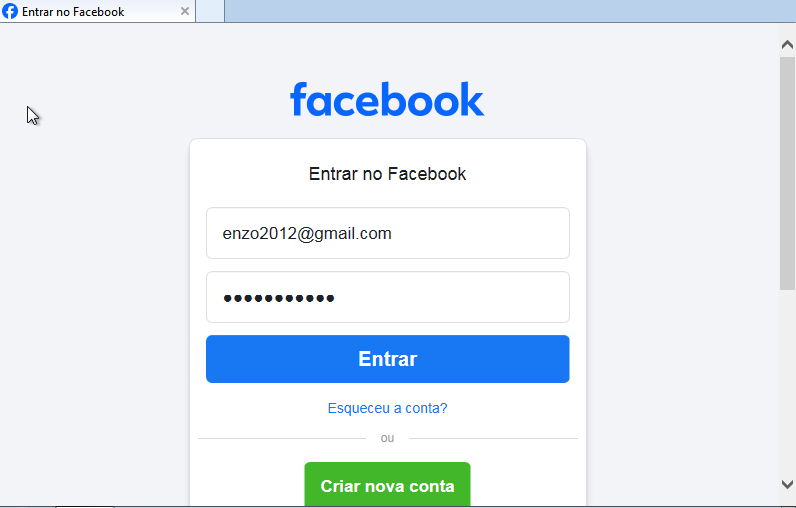 Entrar no Facebook
facebook
Entrar no Facebook
enzo2012@gmail.com
●●●●●●●●●●●
Entrar
Esqueceu a conta?
ou
Criar nova conta